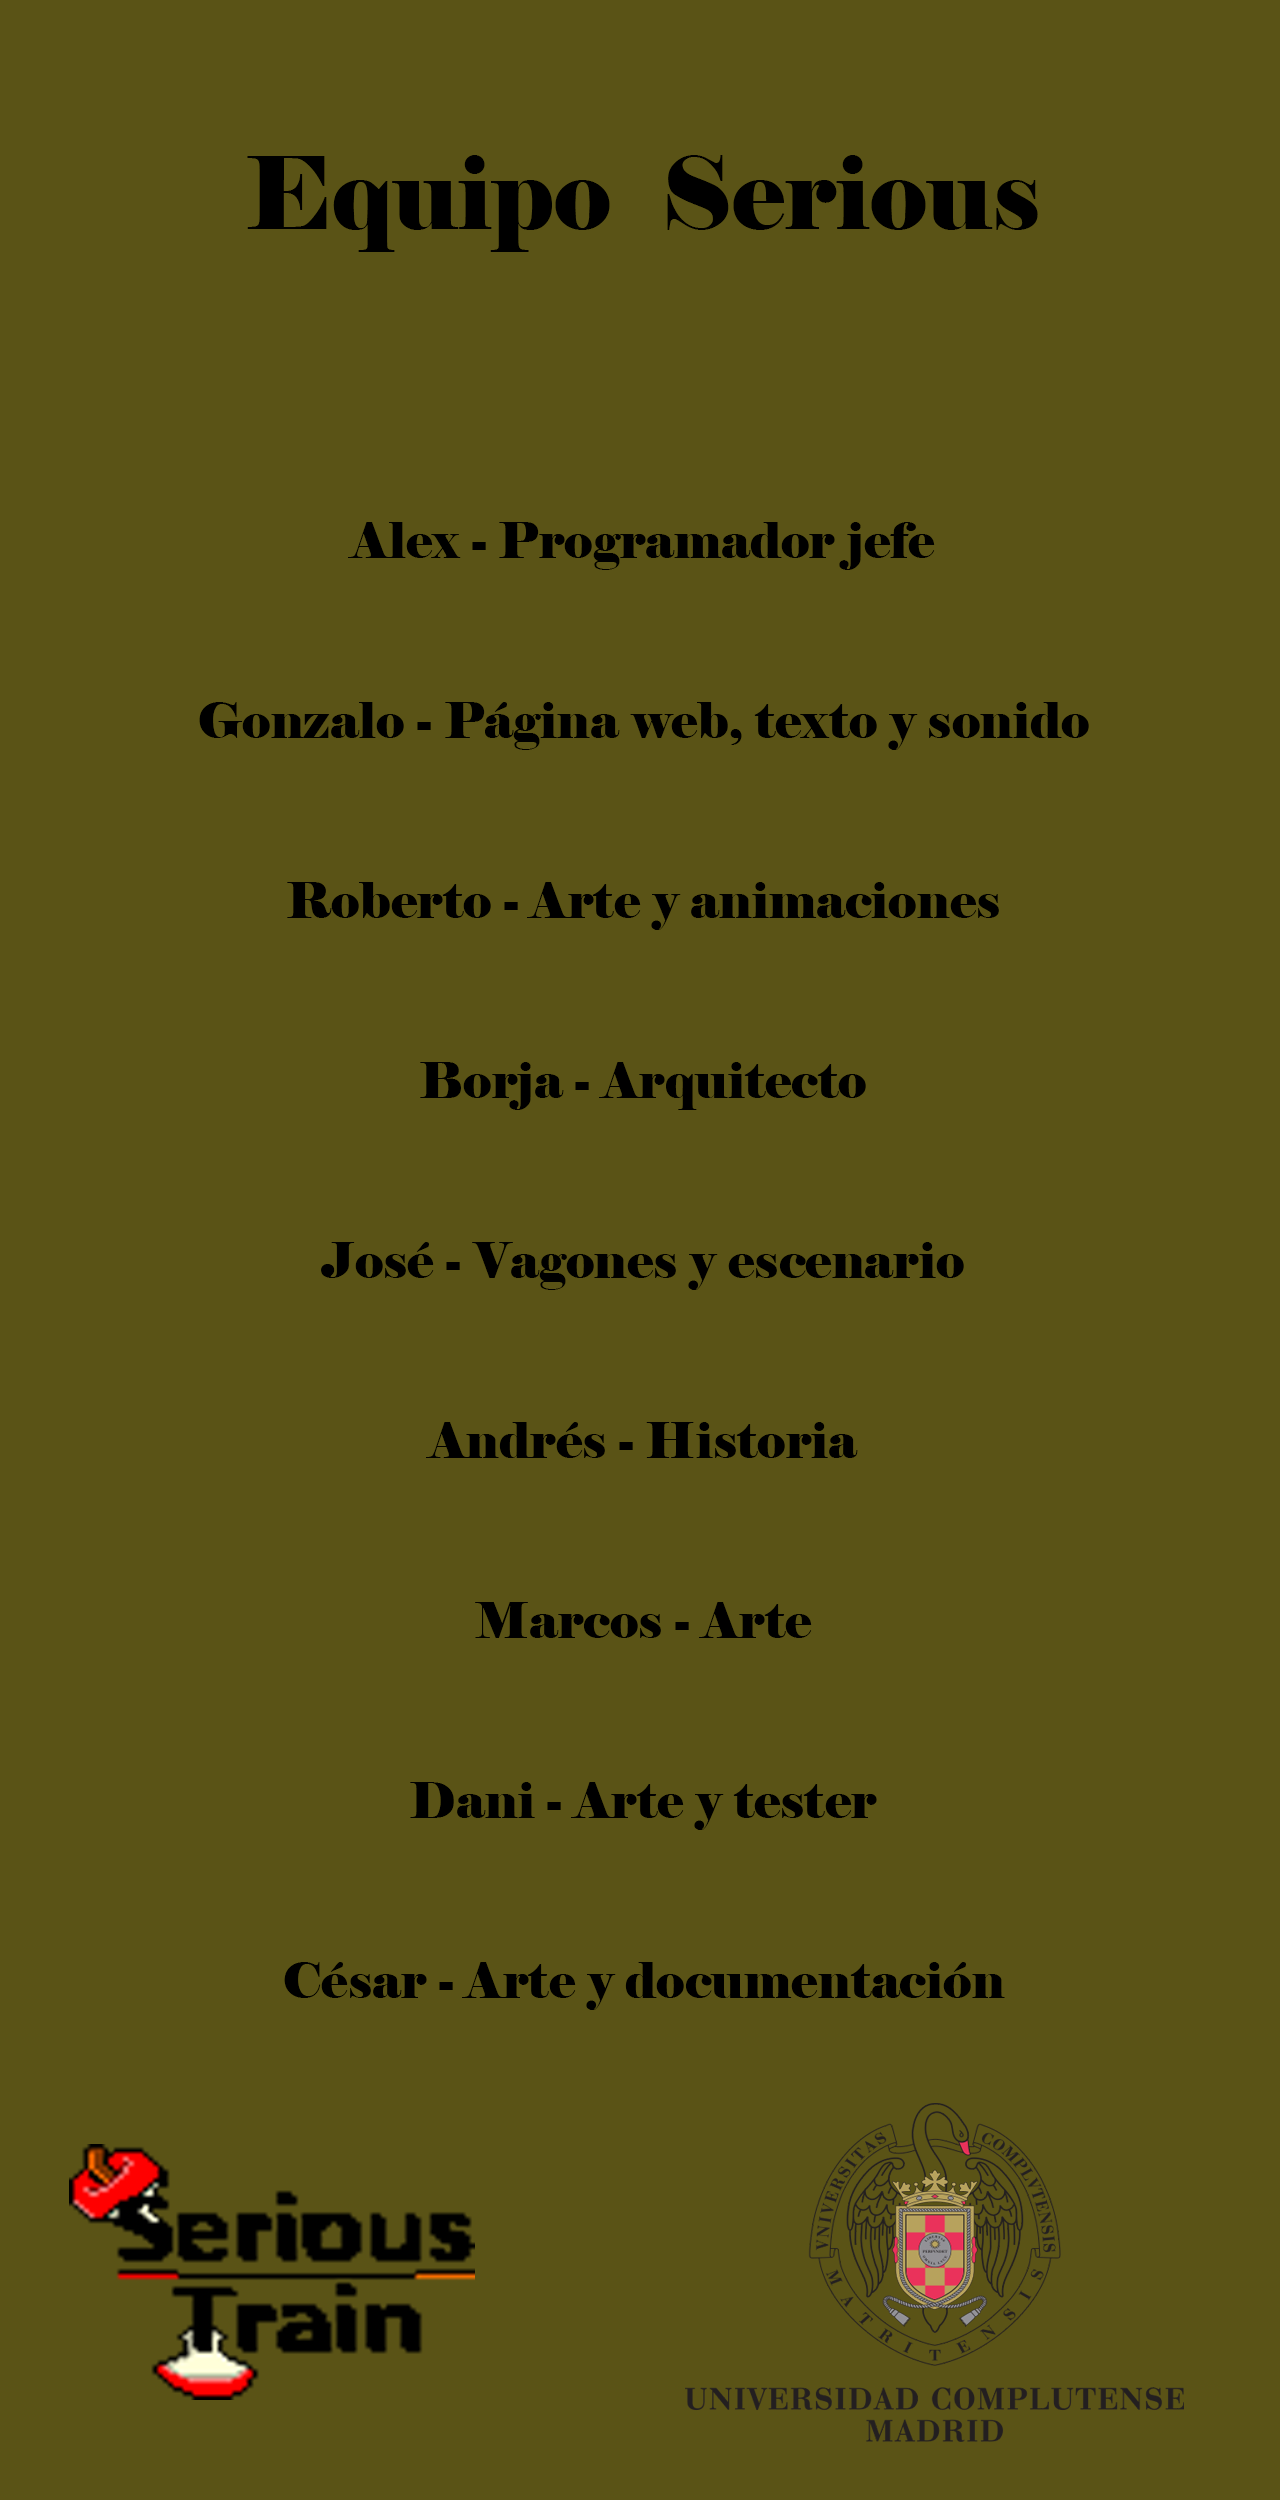 Equipo Serious
Alex - Programador jefe
Gonzalo - Página web, texto y sonido
Roberto - Arte y animaciones
Borja - Arquitecto
José - Vagones y escenario
Andrés - Historia
Marcos - Arte
Dani - Arte y tester
César - Arte y documentación
Serious
Train
VNIVERSITAS COMPLVTENSIS
MATRITENSIS
UNIVERSIDAD COMPLUTENSE
MADRID